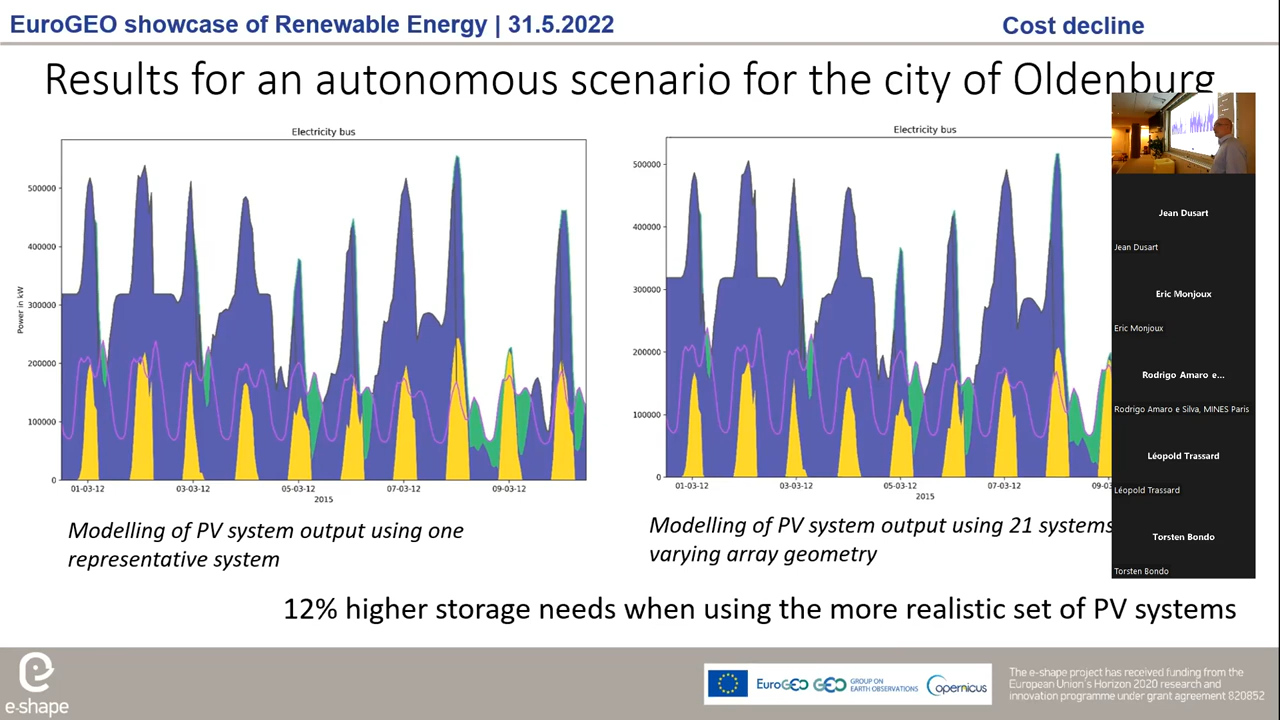 EuroGEO showcase of Renewable Energy | 31.5.2022
Cost decline
Results for an autonomous scenario for the city of Oldenburg
Electricity bus
Power in kW
500000
400000
300000
200000
100000
0
01-03-12
03-03-12
05-03-12
07-03-12
09-03-12
2015
Electricity bus
500000
400000
300000
200000
100000
0
01-03-12
03-03-12
05-03-12
07-03-12
09-0
2015
Modelling of PV system output using one
representative system
Modelling of PV system output using 21 systems
varying array geometry
Jean Dusart
Jean Dusart
Eric Monjoux
Eric Monjoux
Rodrigo Amaro e...
Rodrigo Amaro e Silva, MINES Paris
Léopold Trassard
Léopold Trassard
Torsten Bondo
Torsten Bondo
12% higher storage needs when using the more realistic set of PV systems
e-shape
EuroGEO
GEO
GROUP ON
EARTH OBSERVATIONS
opernicus
The e-shape project has received funding from the
European Union's Horizon 2020 research and
innovation programme under grant agreement 820852